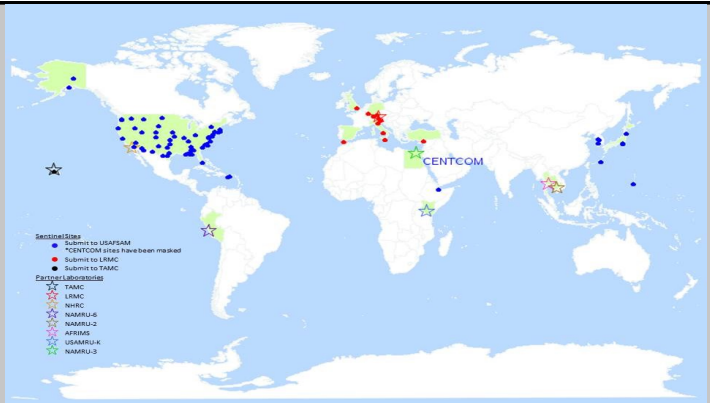 CENTCOM
Sentinel Sites
Submit to USAFSAM
*CENTCOM sites have been masked
Submit to LRMC
Submit to TAMC
Partner Laboratories
TAMC
LRMC
NHRC
NAMRU-6
NAMRU-2
AFRIMS
USAMRU-K
NAMRU-3